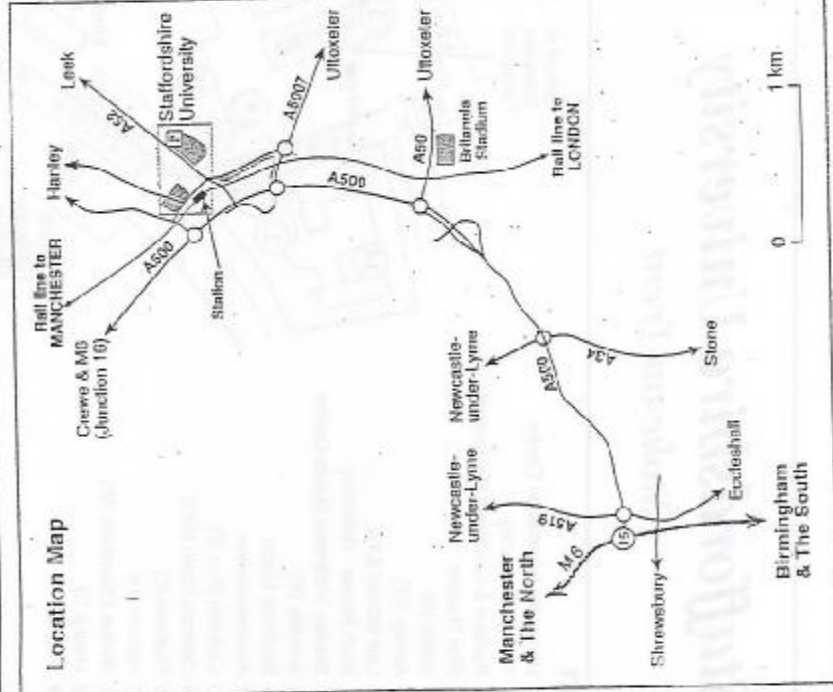 Location Map
Rail line to
MANCHESTER
Hanley
Leek
Crewe & M6
(Junction 16)
A500
A52
Staffordshire
University
Station
A5007
Uttoxeter
A500
A50
Uttoxeter
Britannia
Stadium
Rail line to
LONDON
Newcastle-
under-Lyme
Newcastle-
under-Lyme
A500
A34
Stone
A519
Manchester
& The North
M6
15
Shrewsbury
Eccleshall
Birmingham
& The South
0
1 km